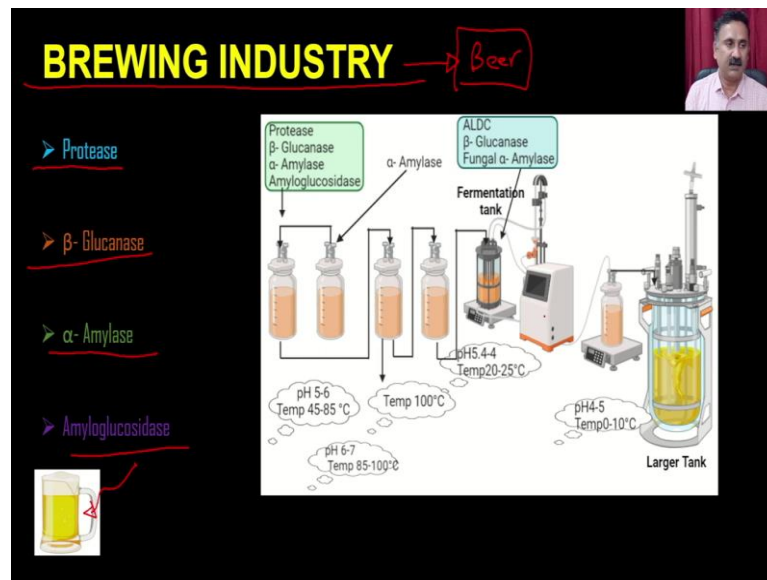 BREWING INDUSTRY
Beer
➤ Protease
➤ β- Glucanase
➤ α- Amylase
➤ Amyloglucosidase
Protease
β- Glucanase
α- Amylase
Amyloglucosidase
α- Amylase
ALDC
β- Glucanase
Fungal α- Amylase
Fermentation
tank
pH 5-6
Temp 45-85 °C
pH 6-7
Temp 85-100°C
Temp 100°C
pH5.4-4
Temp20-25°C
pH4-5
Temp0-10°C
Larger Tank